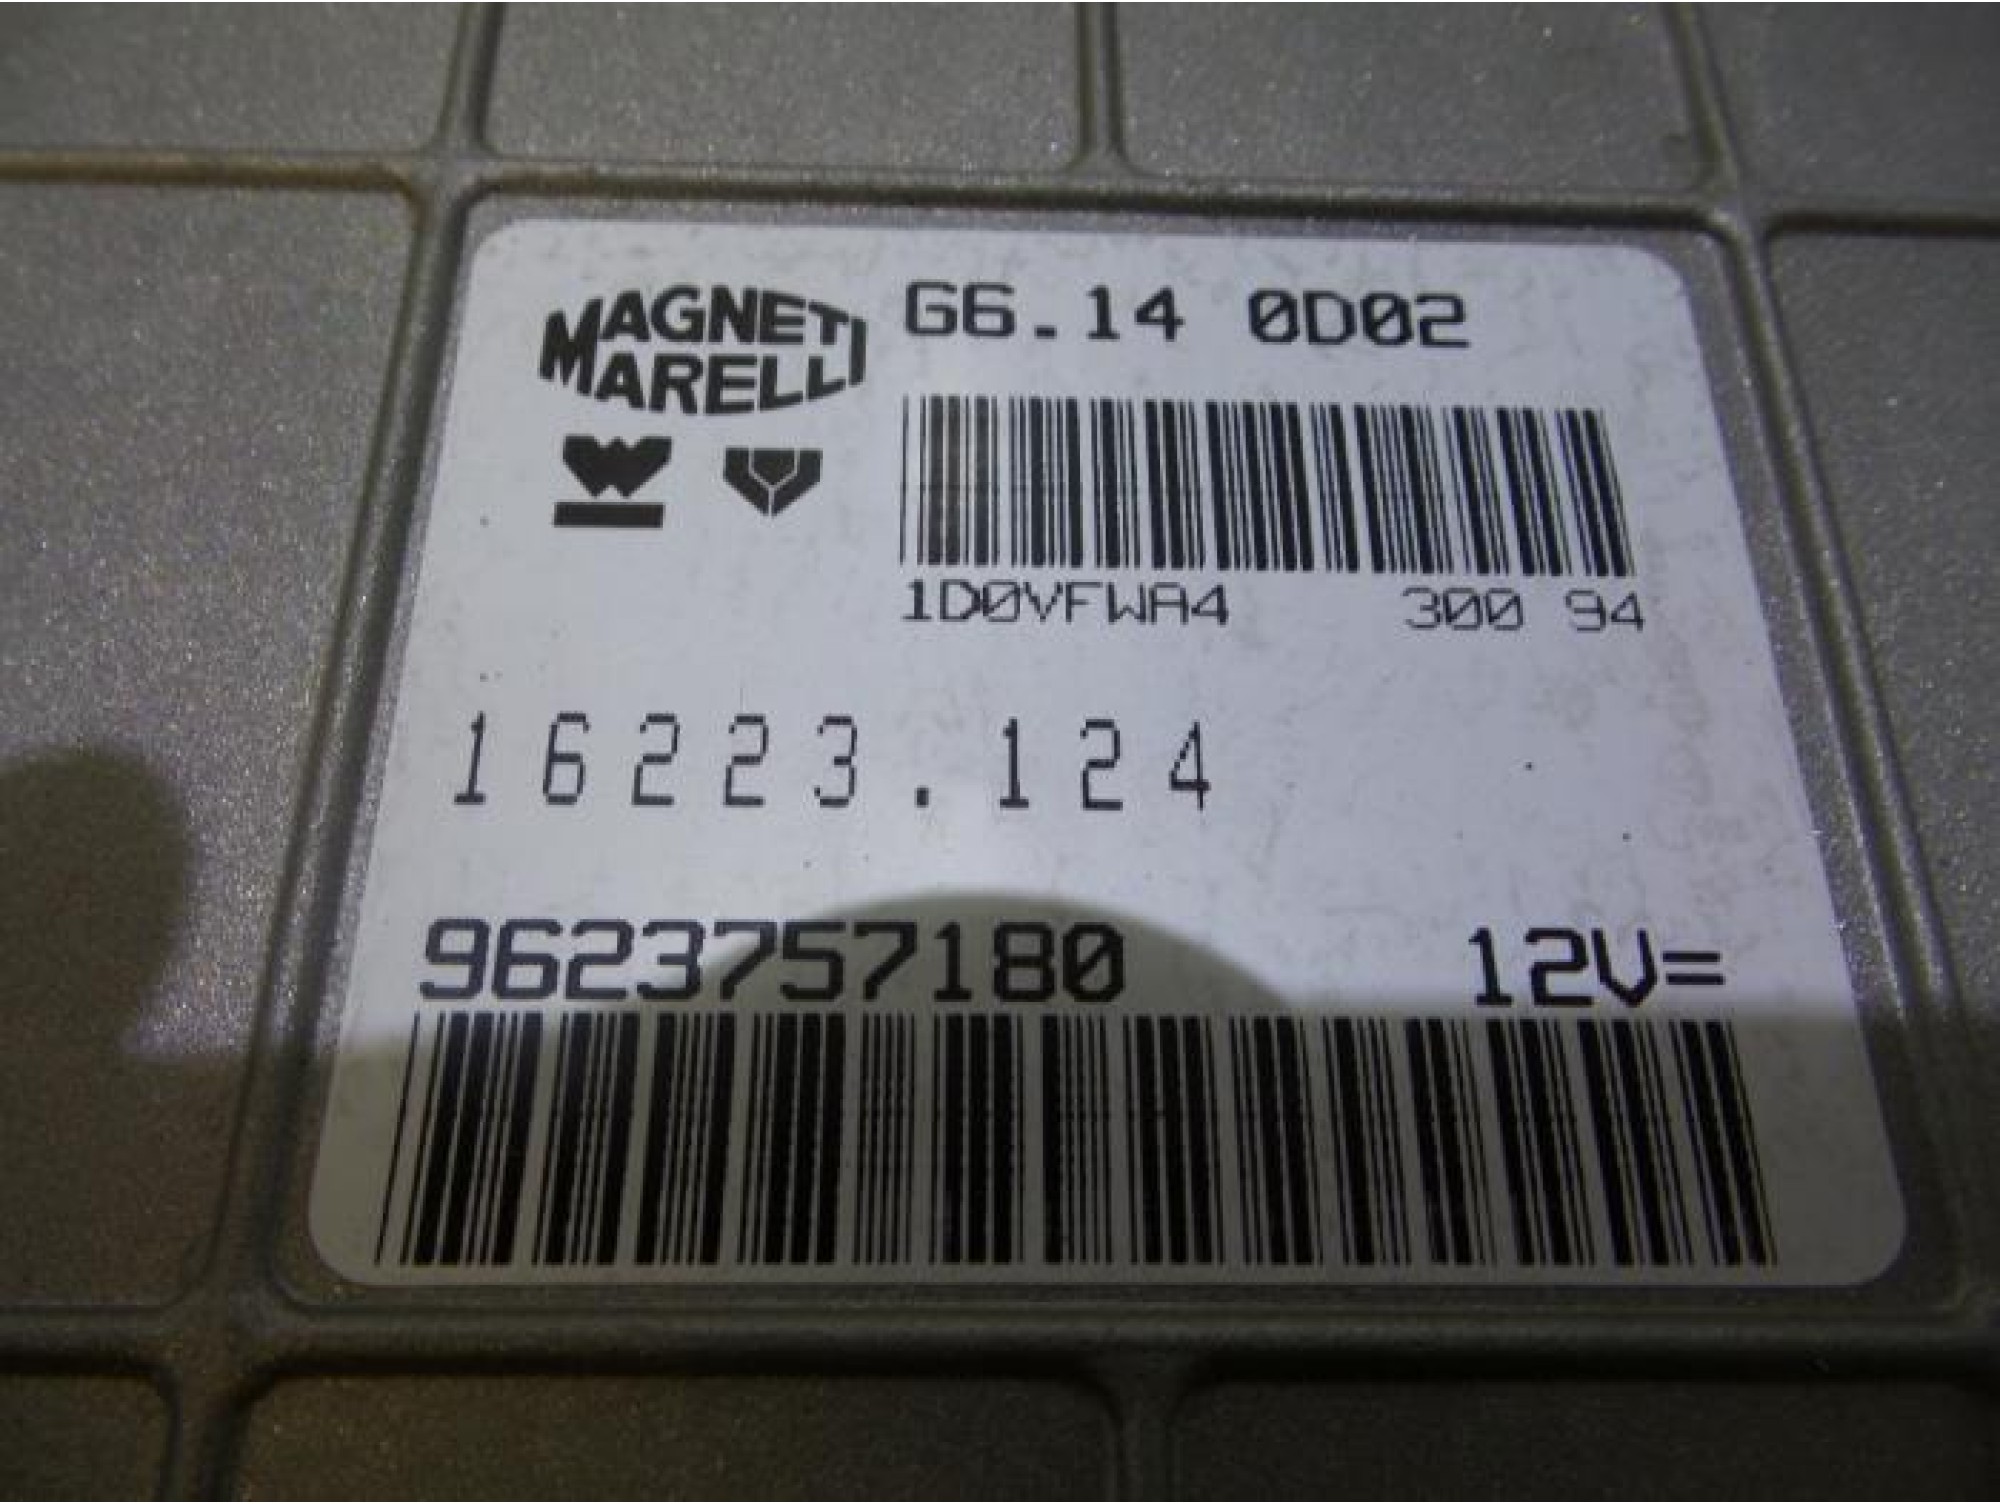 MAGNETI
MARELLI
G6.14 0D02
1D0VFWA4 300 94
16223.124
9623757180 12V=